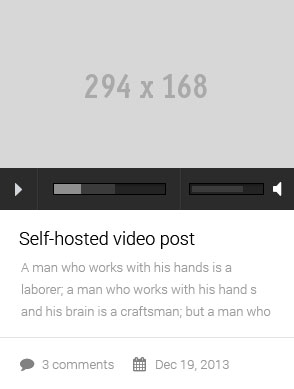 294 x 168
Self-hosted video post
A man who works with his hands is a
laborer; a man who works with his hand s
and his brain is a craftsman; but a man who
3 comments Dec 19, 2013